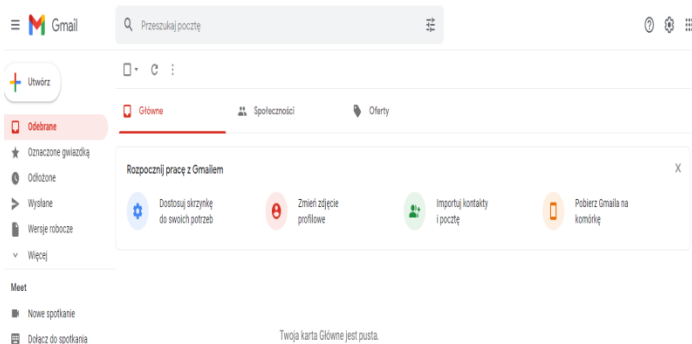 Gmail
Przeszukaj pocztę
Utwórz
Odebrane
Oznaczone gwiazdką
Odłożone
Wysłane
Wersje robocze
Więcej
Meet
Nowe spotkanie
Dołącz do spotkania
Główne
Społeczności
Oferty
Rozpocznij pracę z Gmailem
X
Dostosuj skrzynkę
do swoich potrzeb
Zmień zdjęcie
profilowe
Importuj kontakty
i pocztę
Pobierz Gmaila na
komórkę
Twoja karta Główne jest pusta.